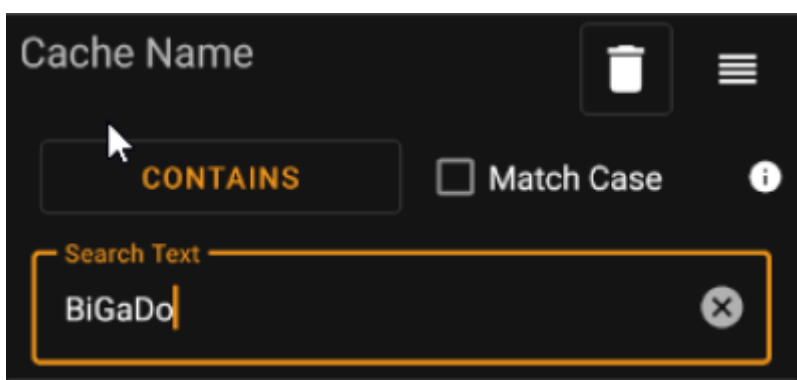 Cache Name
CONTAINS
Match Case
Search Text
BiGaDo